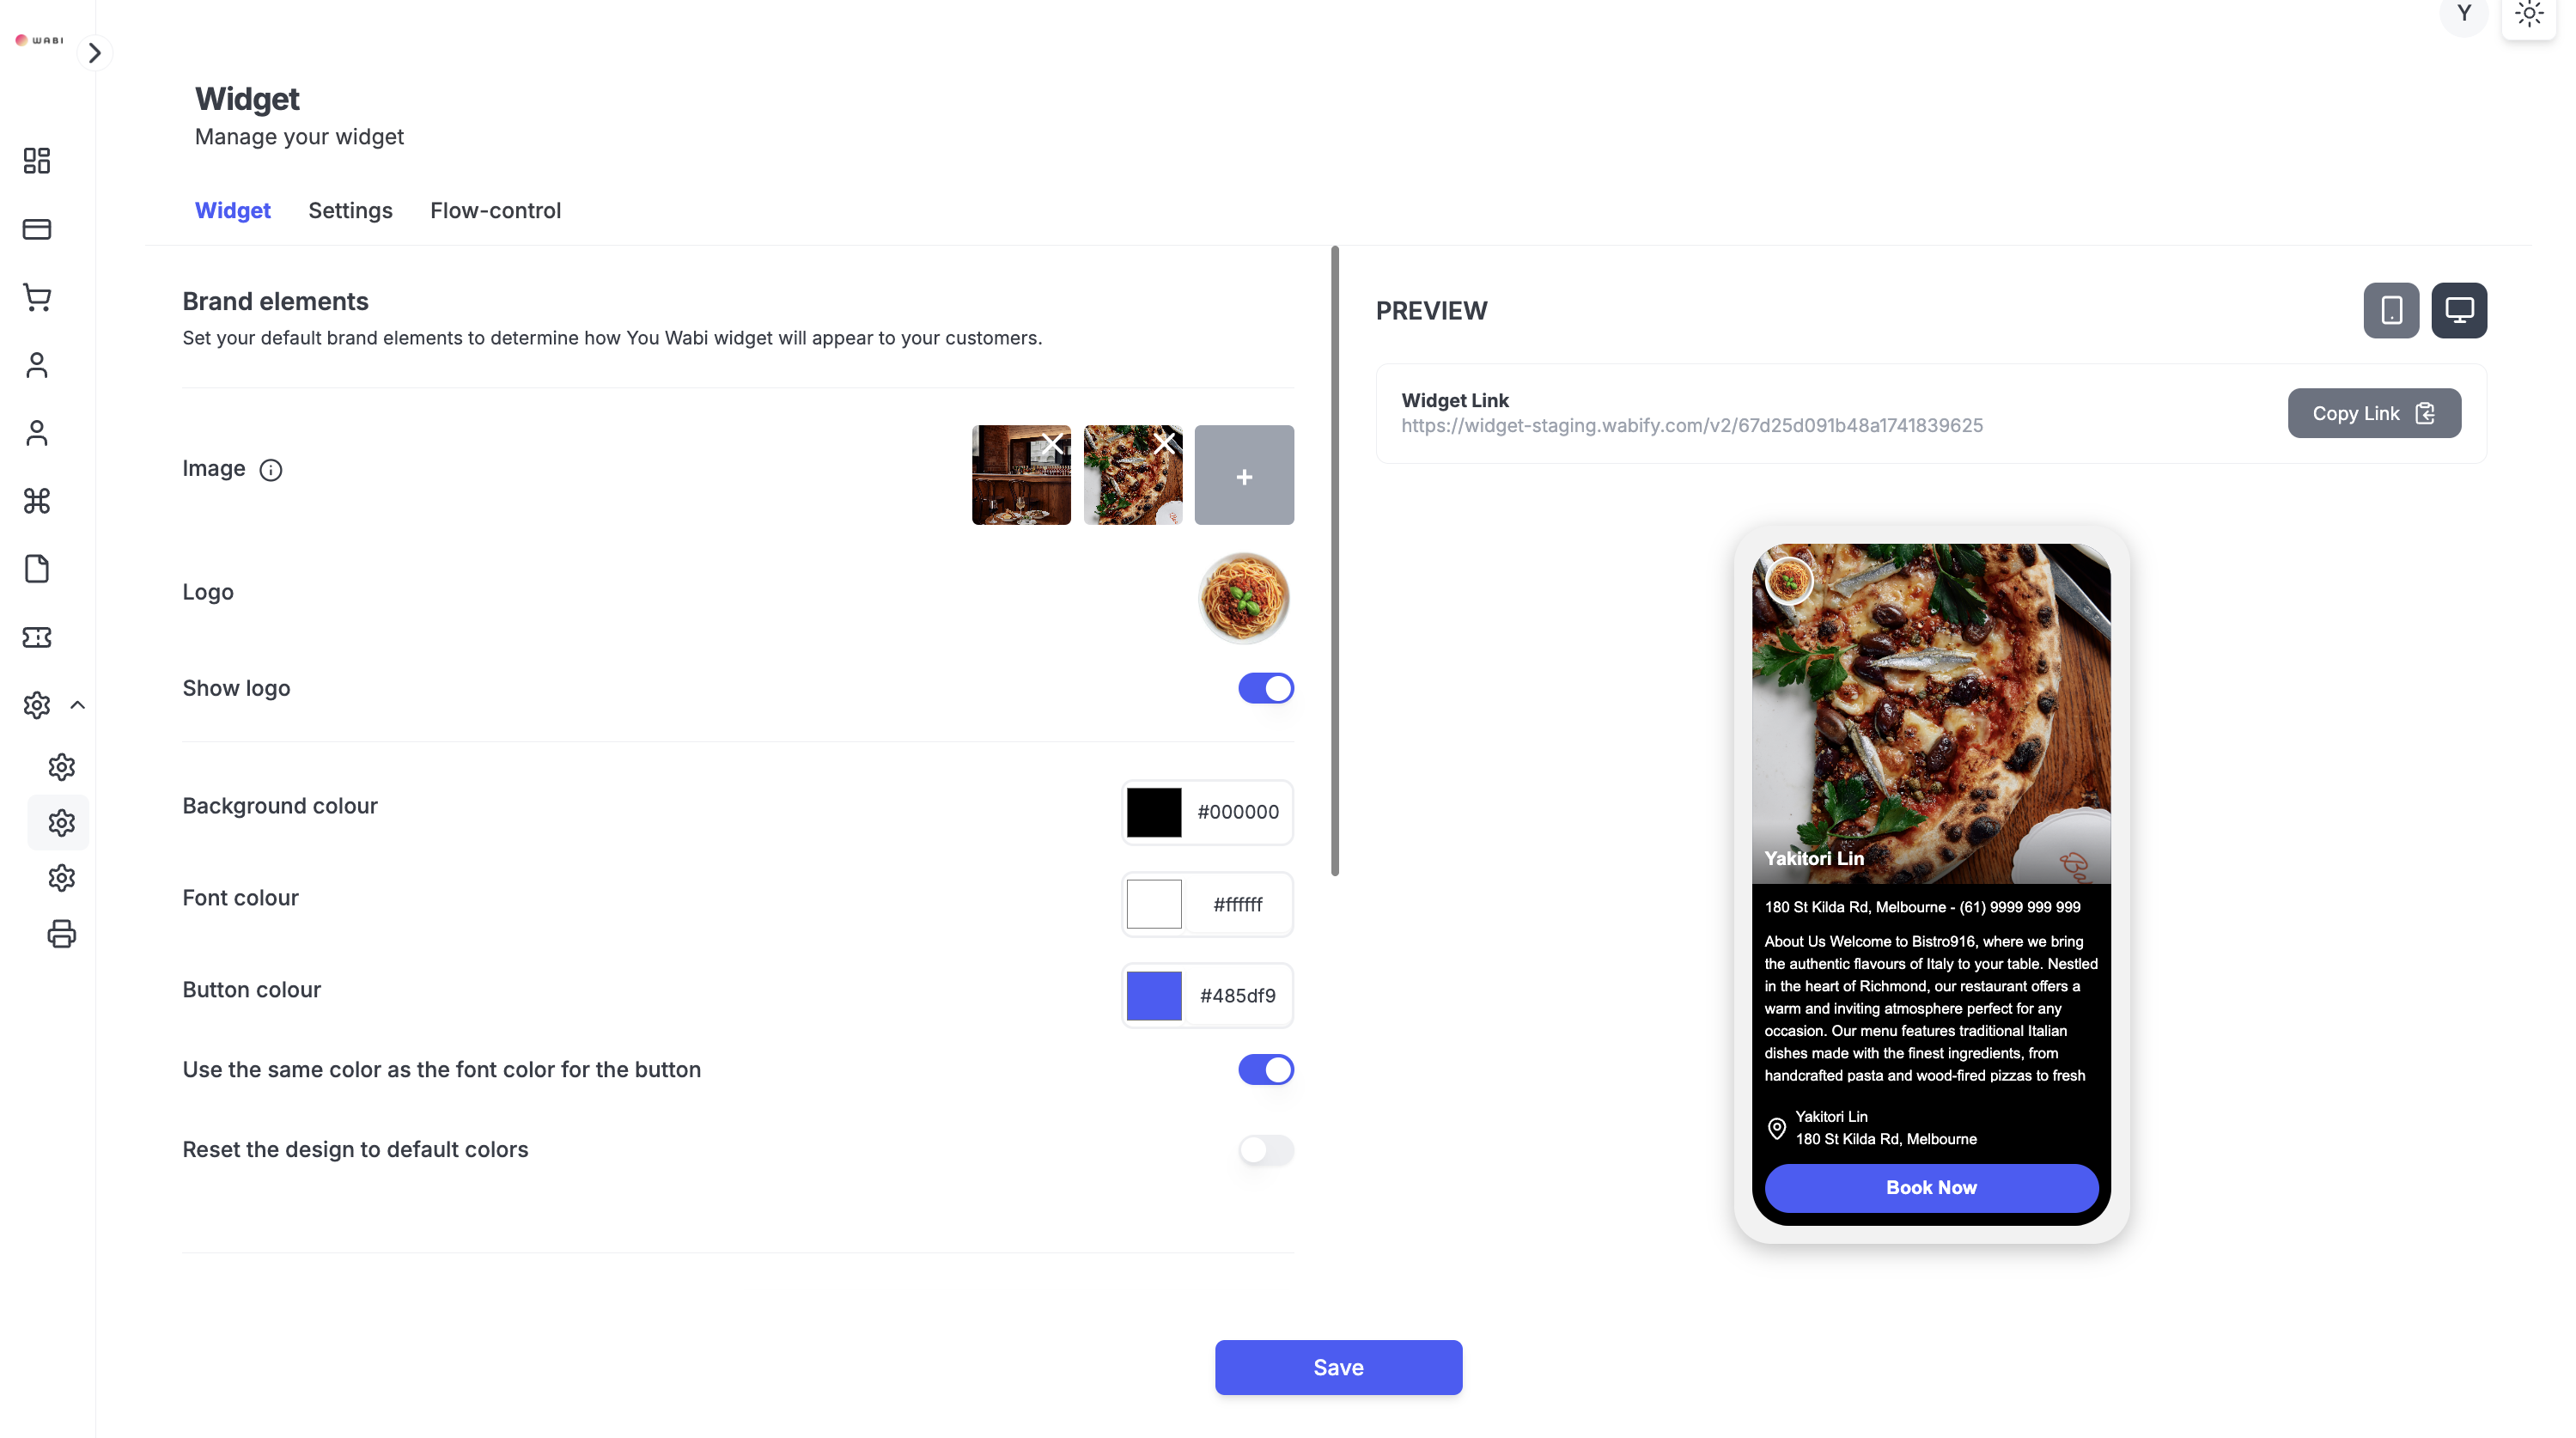 WABI
Y
Widget
Manage your widget
Widget
Settings
Flow-control
Brand elements
Set your default brand elements to determine how You Wabi widget will appear to your customers.
Image
Logo
Show logo
Background colour
#000000
Font colour
#ffffff
Button colour
#485df9
Use the same color as the font color for the button
Reset the design to default colors
PREVIEW
Widget Link
https://widget-staging.wabify.com/v2/67d25d091b48a1741839625
Copy Link
Yakitori Lin
180 St Kilda Rd, Melbourne - (61) 9999 999 999
About Us Welcome to Bistro916, where we bring
the authentic flavours of Italy to your table. Nestled
in the heart of Richmond, our restaurant offers a
warm and inviting atmosphere perfect for any
occasion. Our menu features traditional Italian
dishes made with the finest ingredients, from
handcrafted pasta and wood-fired pizzas to fresh
Yakitori Lin
180 St Kilda Rd, Melbourne
Book Now
Save